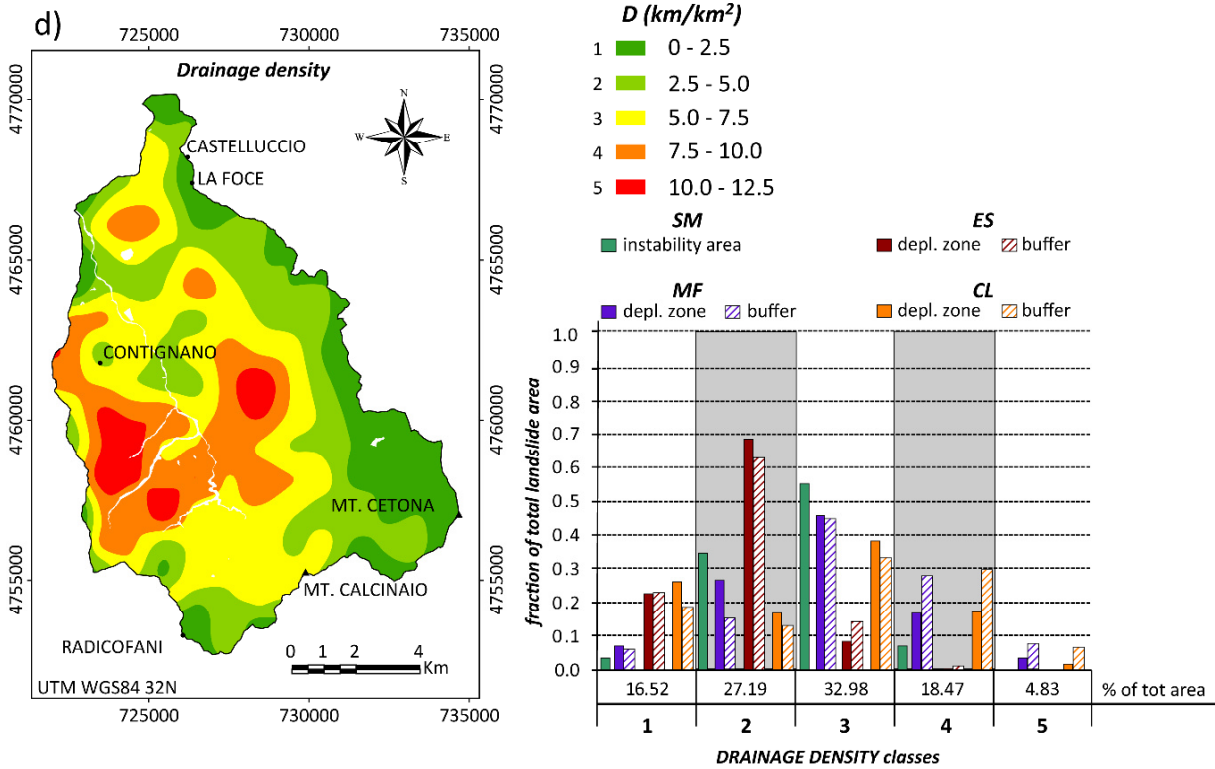 d)
725000 730000 735000
Drainage density
4770000
4765000
4760000
4755000
N
W E
S
CASTELLUCCIO
LA FOCE
CONTIGNANO
MT. CETONA
MT. CALCINAIO
RADICOFANI
0 1 2 4
Km
UTM WGS84 32N
725000 730000 735000
4770000
4765000
4760000
4755000
D (km/km²)
1 0 - 2.5
2 2.5 - 5.0
3 5.0 - 7.5
4 7.5 - 10.0
5 10.0 - 12.5
SM ES
instability area depl. zone buffer
MF CL
depl. zone buffer depl. zone buffer
fraction of total landslide area
1.0
0.9
0.8
0.7
0.6
0.5
0.4
0.3
0.2
0.1
0.0
16.52 27.19 32.98 18.47 4.83 % of tot area
1 2 3 4 5
DRAINAGE DENSITY classes